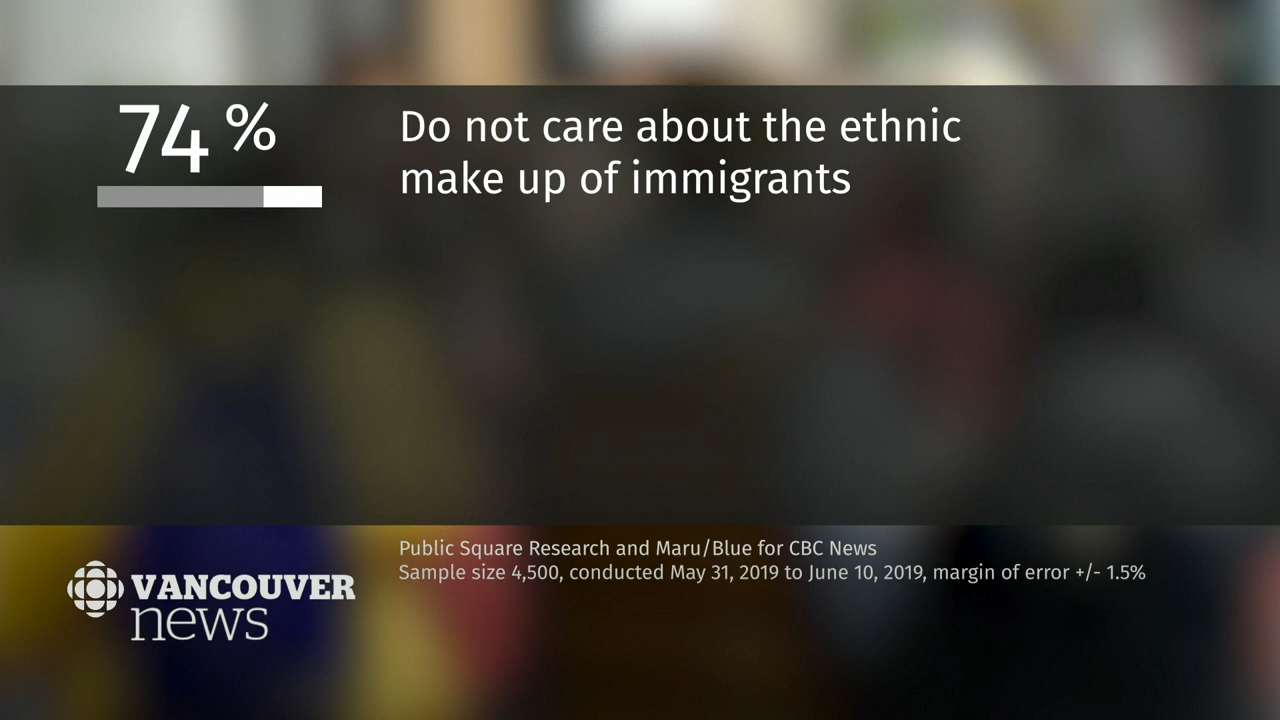 74 %
Do not care about the ethnic
make up of immigrants
Public Square Research and Maru/Blue for CBC News
Sample size 4,500, conducted May 31, 2019 to June 10, 2019, margin of error +/- 1.5%
VANCOUVER
news